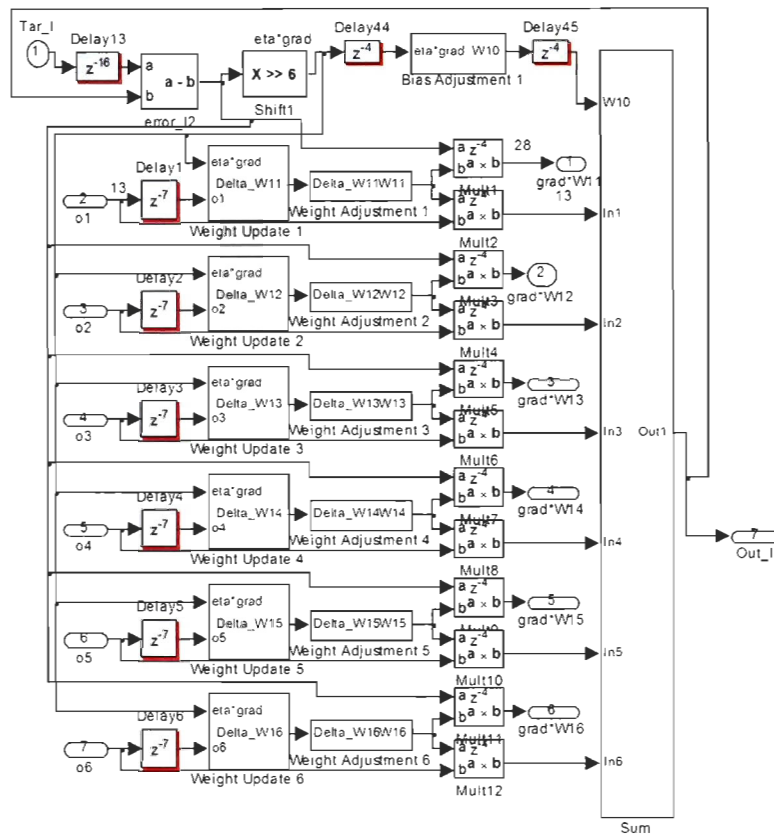 Tar_I
1
Delay13
z-16
a
b
a - b
error_I2
eta*grad
X >> 6
Shift1
Delay44
z-4
eta*grad W10
Bias Adjustment 1
Delay45
z-4
W10
2
o1
13
Delay1
z-7
eta*grad
Delta_W11
o1
Weight Update 1
Delta_W11W11
Weight Adjustment 1
a z-4
b a × b
Mult1
a z-4
b a × b
28
1
grad*W11
13
In1
3
o2
Delay2
z-7
eta*grad
Delta_W12
o2
Weight Update 2
Delta_W12W12
Weight Adjustment 2
Mult2
a z-4
b a × b
Mult3
a z-4
b a × b
2
grad*W12
In2
4
o3
Delay3
z-7
eta*grad
Delta_W13
o3
Weight Update 3
Delta_W13W13
Weight Adjustment 3
Mult4
a z-4
b a × b
Mult5
a z-4
b a × b
3
grad*W13
In3
Out1
5
o4
Delay4
z-7
eta*grad
Delta_W14
o4
Weight Update 4
Delta_W14W14
Weight Adjustment 4
Mult6
a z-4
b a × b
Mult7
a z-4
b a × b
4
grad*W14
In4
7
Out_I
6
o5
Delay5
z-7
eta*grad
Delta_W15
o5
Weight Update 5
Delta_W15W15
Weight Adjustment 5
Mult8
a z-4
b a × b
a z-4
b a × b
5
grad*W15
In5
7
o6
Delay6
z-7
eta*grad
Delta_W16
o6
Weight Update 6
Delta_W16W16
Weight Adjustment 6
Mult10
a z-4
b a × b
Mult11
a z-4
b a × b
Mult12
6
grad*W16
In6
Sum